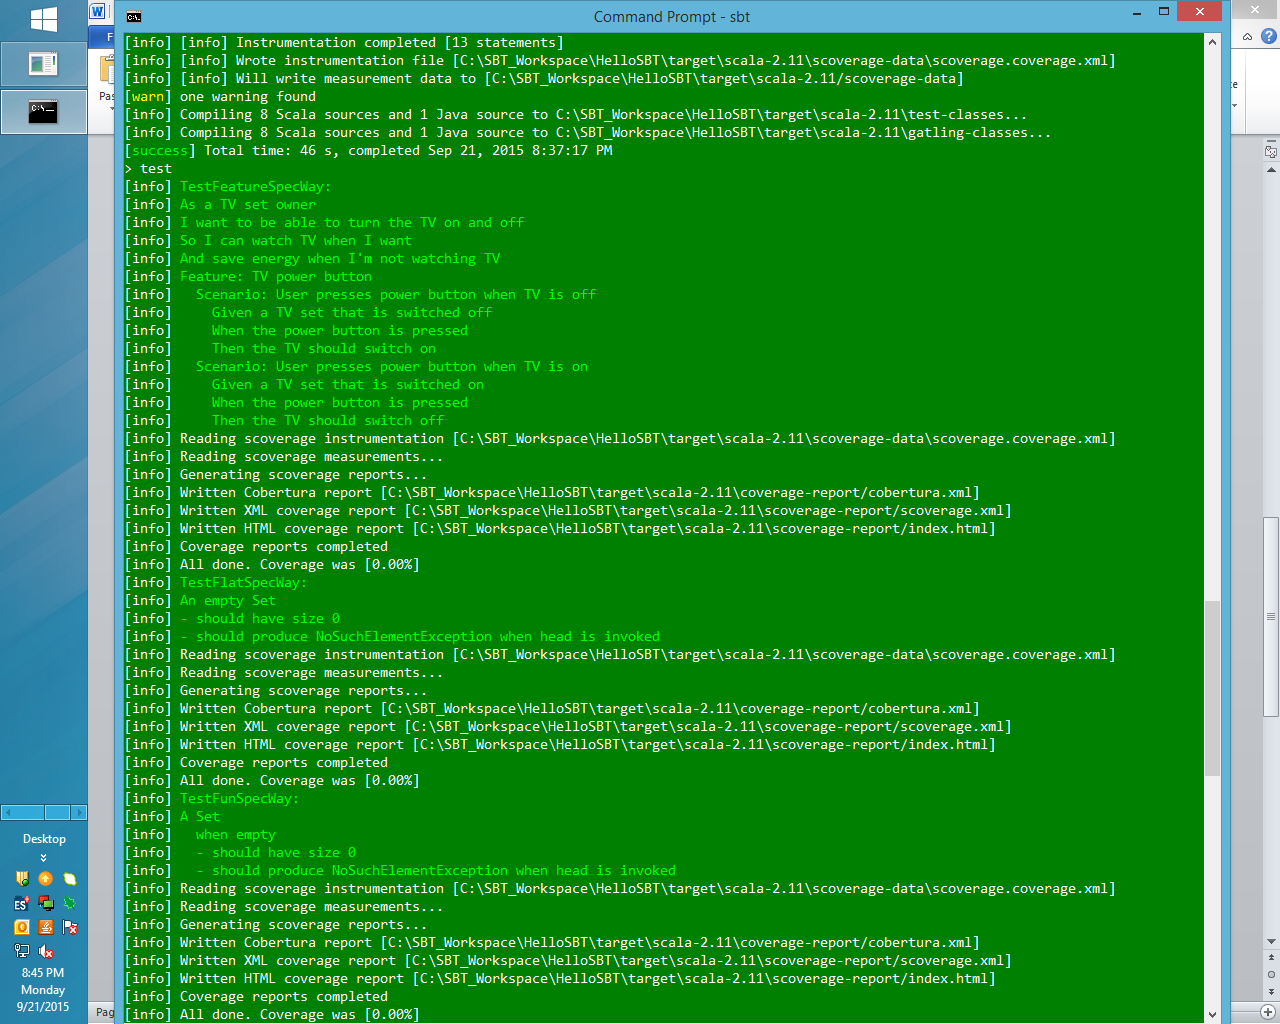 Command Prompt - sbt
[info] [info] Instrumentation completed [13 statements]
[info] [info] Wrote instrumentation file [C:\SBT_Workspace\HelloSBT\target\scala-2.11\scoverage-data\scoverage.coverage.xml]
[info] [info] Will write measurement data to [C:\SBT_Workspace\HelloSBT\target\scala-2.11/scoverage-data]
[warn] one warning found
[info] Compiling 8 Scala sources and 1 Java source to C:\SBT_Workspace\HelloSBT\target\scala-2.11\test-classes...
[info] Compiling 8 Scala sources and 1 Java source to C:\SBT_Workspace\HelloSBT\target\scala-2.11\gatling-classes...
[success] Total time: 46 s, completed Sep 21, 2015 8:37:17 PM
> test
[info] TestFeatureSpecWay:
[info] As a TV set owner
[info] I want to be able to turn the TV on and off
[info] So I can watch TV when I want
[info] And save energy when I'm not watching TV
[info] Feature: TV power button
[info]   Scenario: User presses power button when TV is off
[info]     Given a TV set that is switched off
[info]     When the power button is pressed
[info]     Then the TV should switch on
[info]   Scenario: User presses power button when TV is on
[info]     Given a TV set that is switched on
[info]     When the power button is pressed
[info]     Then the TV should switch off
[info] Reading scoverage instrumentation [C:\SBT_Workspace\HelloSBT\target\scala-2.11\scoverage-data\scoverage.coverage.xml]
[info] Reading scoverage measurements...
[info] Generating scoverage reports...
[info] Written Cobertura report [C:\SBT_Workspace\HelloSBT\target\scala-2.11\coverage-report/cobertura.xml]
[info] Written XML coverage report [C:\SBT_Workspace\HelloSBT\target\scala-2.11\scoverage-report/scoverage.xml]
[info] Written HTML coverage report [C:\SBT_Workspace\HelloSBT\target\scala-2.11\scoverage-report/index.html]
[info] Coverage reports completed
[info] All done. Coverage was [0.00%]
[info] TestFlatSpecWay:
[info] An empty Set
[info] - should have size 0
[info] - should produce NoSuchElementException when head is invoked
[info] Reading scoverage instrumentation [C:\SBT_Workspace\HelloSBT\target\scala-2.11\scoverage-data\scoverage.coverage.xml]
[info] Reading scoverage measurements...
[info] Generating scoverage reports...
[info] Written Cobertura report [C:\SBT_Workspace\HelloSBT\target\scala-2.11\coverage-report/cobertura.xml]
[info] Written XML coverage report [C:\SBT_Workspace\HelloSBT\target\scala-2.11\scoverage-report/scoverage.xml]
[info] Written HTML coverage report [C:\SBT_Workspace\HelloSBT\target\scala-2.11\scoverage-report/index.html]
[info] Coverage reports completed
[info] All done. Coverage was [0.00%]
[info] TestFunSpecWay:
[info] A Set
[info]   when empty
[info]   - should have size 0
[info]   - should produce NoSuchElementException when head is invoked
[info] Reading scoverage instrumentation [C:\SBT_Workspace\HelloSBT\target\scala-2.11\scoverage-data\scoverage.coverage.xml]
[info] Reading scoverage measurements...
[info] Generating scoverage reports...
[info] Written Cobertura report [C:\SBT_Workspace\HelloSBT\target\scala-2.11\coverage-report/cobertura.xml]
[info] Written XML coverage report [C:\SBT_Workspace\HelloSBT\target\scala-2.11\scoverage-report/scoverage.xml]
[info] Written HTML coverage report [C:\SBT_Workspace\HelloSBT\target\scala-2.11\scoverage-report/index.html]
[info] Coverage reports completed
[info] All done. Coverage was [0.00%]
F
Pas
Pag
Desktop
ES
8:45 PM
Monday
9/21/2015